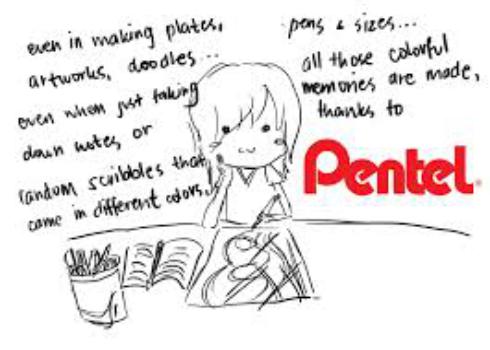 even in making plates,
artworks, doodles...
even when just taking
down notes, or
random scribbles that
came in different colors,
pens & sizes...
all those colorful
memories are made,
thanks to
Pentel